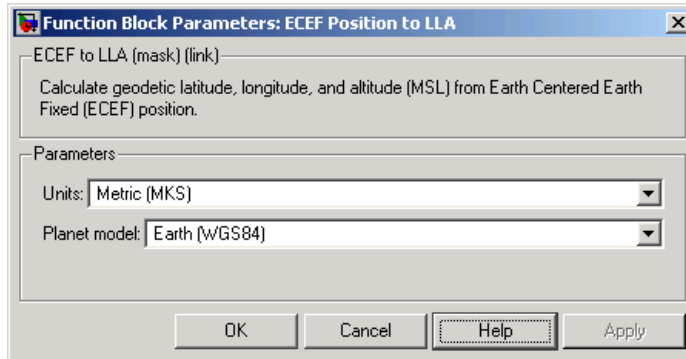 Function Block Parameters: ECEF Position to LLA
ECEF to LLA (mask) (link)
Calculate geodetic latitude, longitude, and altitude (MSL) from Earth Centered Earth
Fixed (ECEF) position.
Parameters
Units: Metric (MKS)
Planet model: Earth (WGS84)
OK Cancel Help Apply